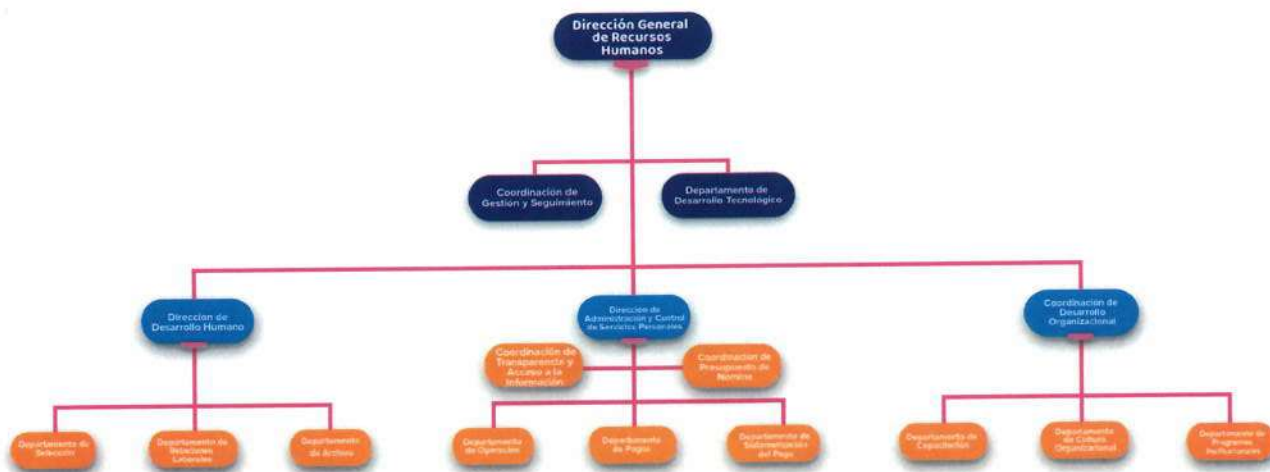 Dirección General
de Recursos
Humanos
Coordinación de
Gestión y Seguimiento
Departamento de
Desarrollo Tecnológico
Dirección de
Desarrollo Humano
Dirección de
Administración y Control
de Servicios Personales
Coordinación de
Desarrollo
Organizacional
Coordinación de
Transparencia y
Acceso a la
Información
Coordinación de
Presupuesto de
Nómina
Departamento de
Selección
Departamento de
Relaciones
Laborales
Departamento
de Archivo
Departamento
de Operación
Departamento
de Pagos
Departamento de
Sistematización
del Pago
Departamento de
Capacitación
Departamento
de Cultura
Organizacional
Departamento de
Programas